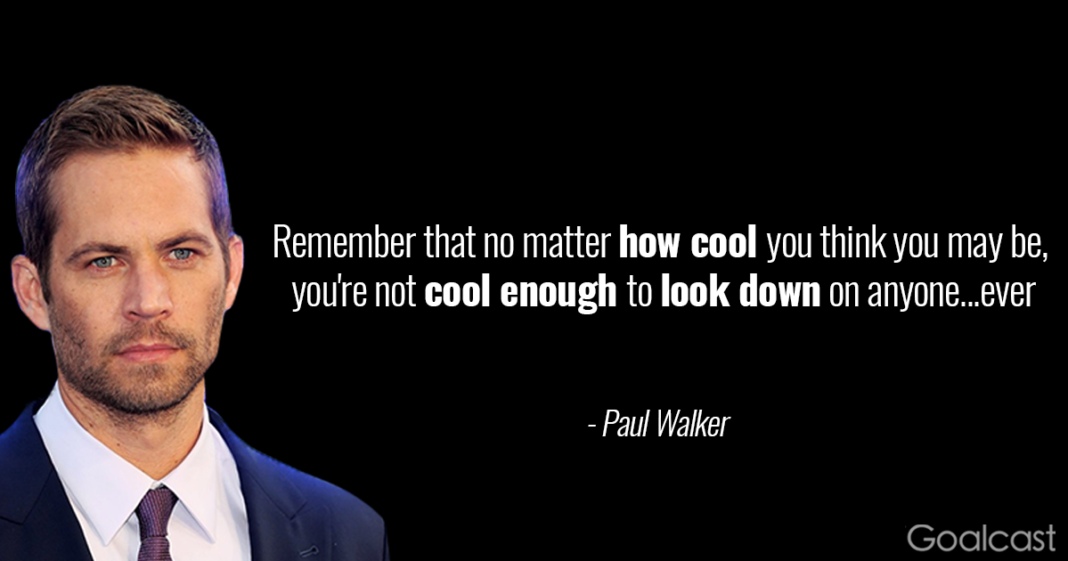 Remember that no matter how cool you think you may be,
you're not cool enough to look down on anyone...ever
- Paul Walker
Goalcast